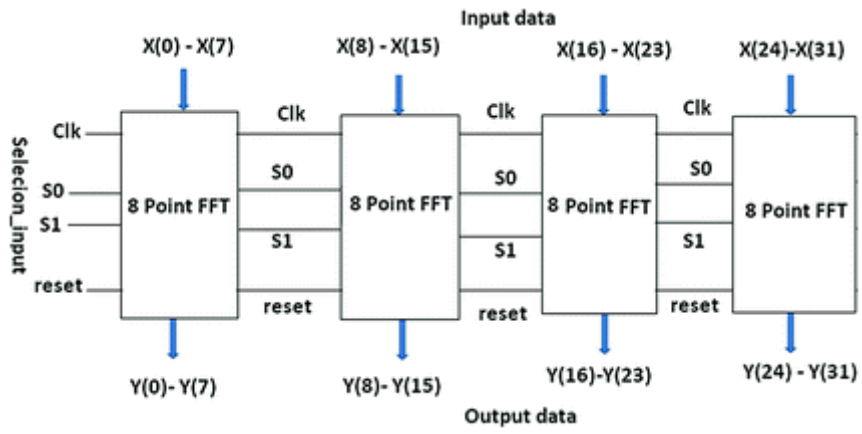 Input data
X(0) - X(7)
X(8) - X(15)
X(16) - X(23)
X(24)-X(31)
Clk
Clk
Clk
Clk
Selecion_input
S0
S0
S0
S0
8 Point FFT
8 Point FFT
8 Point FFT
8 Point FFT
S1
S1
S1
S1
reset
reset
reset
reset
Y(0)- Y(7)
Y(8)- Y(15)
Y(16)-Y(23)
Y(24) - Y(31)
Output data